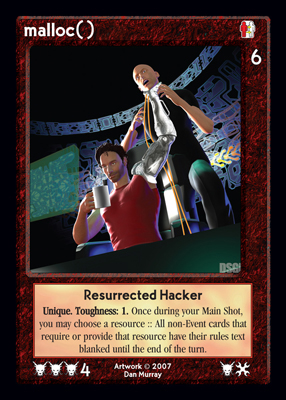 malloc()
6
Resurrected Hacker
Unique. Toughness: 1. Once during your Main Shot,
you may choose a resource :: All non-Event cards that
require or provide that resource have their rules text
blanked until the end of the turn.
4
Artwork © 2007
Dan Murray